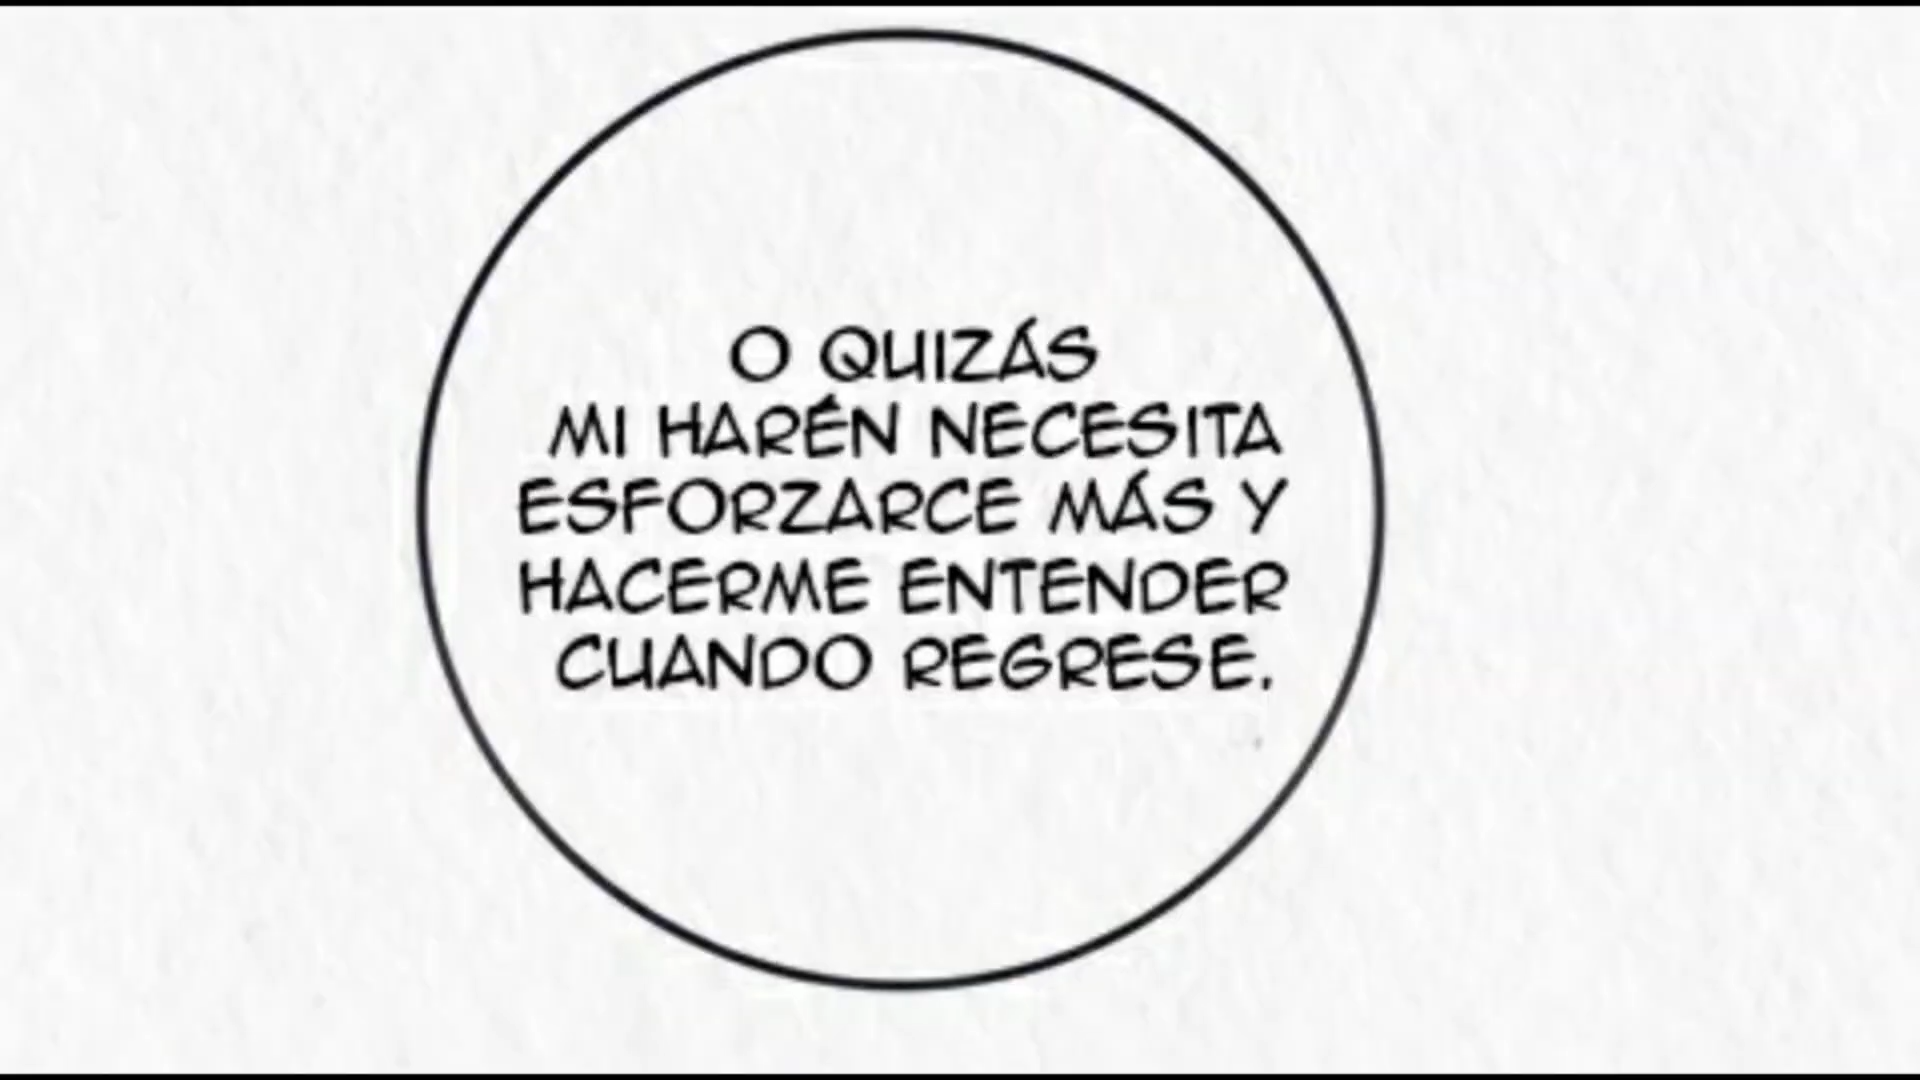 O QUIZÁS
MI HARÉN NECESITA
ESFORZARCE MÁS Y
HACERME ENTENDER
CUANDO REGRESE.